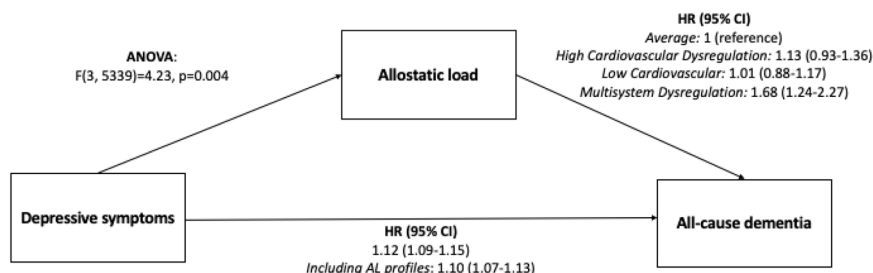 ANOVA:
F(3, 5339)=4.23, p=0.004
Allostatic load
HR (95% CI)
Average: 1 (reference)
High Cardiovascular Dysregulation: 1.13 (0.93-1.36)
Low Cardiovascular: 1.01 (0.88-1.17)
Multisystem Dysregulation: 1.68 (1.24-2.27)
Depressive symptoms
All-cause dementia
HR (95% CI)
1.12 (1.09-1.15)
Including AL profiles: 1.10 (1.07-1.13)